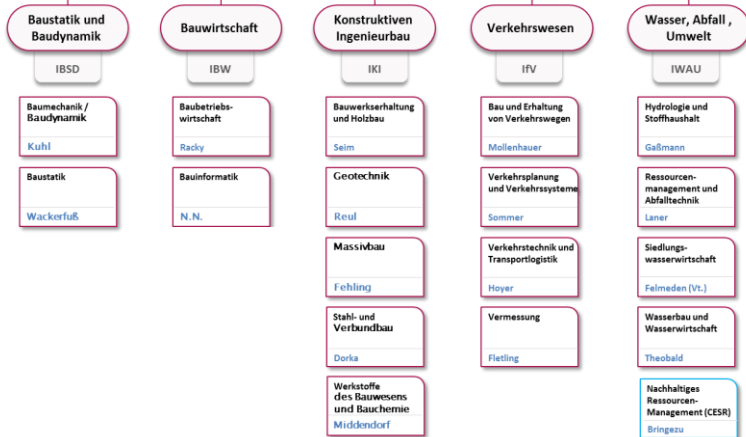 Baustatik und
Baudynamik
IBSD
Baumechanik /
Baudynamik
Kuhl
Baustatik
Wackerfuß
Bauwirtschaft
IBW
Baubetriebs-
wirtschaft
Racky
Bauinformatik
N.N.
Konstruktiven
Ingenieurbau
IKI
Bauwerkserhaltung
und Holzbau
Seim
Geotechnik
Reul
Massivbau
Fehling
Stahl- und
Verbundbau
Dorka
Werkstoffe
des Bauwesens
und Bauchemie
Middendorf
Verkehrswesen
IfV
Bau und Erhaltung
von Verkehrswegen
Mollenhauer
Verkehrsplanung
und Verkehrssysteme
Sommer
Verkehrstechnik und
Transportlogistik
Hoyer
Vermessung
Fletling
Wasser, Abfall ,
Umwelt
IWAU
Hydrologie und
Stoffhaushalt
Gaßmann
Ressourcen-
management und
Abfalltechnik
Laner
Siedlungs-
wasserwirtschaft
Felmeden (Vt.)
Wasserbau und
Wasserwirtschaft
Theobald
Nachhaltiges
Ressourcen-
Management (CESR)
Bringezu